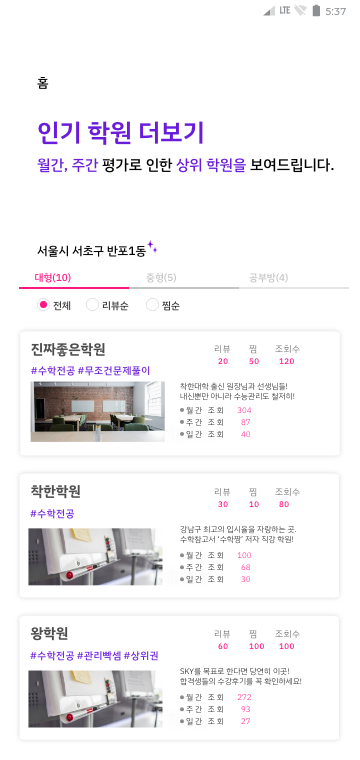 LTE 5:37
홈
인기 학원 더보기
월간, 주간 평가로 인한 상위 학원을 보여드립니다.
서울시 서초구 반포1동
대형(10) 중형(5) 공부방(4)
전체 리뷰순 찜순
진짜좋은학원
리뷰 찜 조회수
20 50 120
#수학전공 #무조건문제풀이
착한대학 출신 원장님과 선생님들!
내신뿐만 아니라 수능관리도 철저히!
월간 조회 304
주간 조회 87
일간 조회 40
착한학원
리뷰 찜 조회수
30 10 80
#수학전공
강남구 최고의 입시율을 자랑하는 곳.
수학참고서 '수학짱' 저자 직강 학원!
월간 조회 100
주간 조회 68
일간 조회 30
왕학원
리뷰 찜 조회수
60 100 100
#수학전공 #관리빡쎔 #상위권
SKY를 목표로 한다면 당연히 이곳!
합격생들의 수강후기를 꼭 확인하세요!
월간 조회 272
주간 조회 93
일간 조회 27